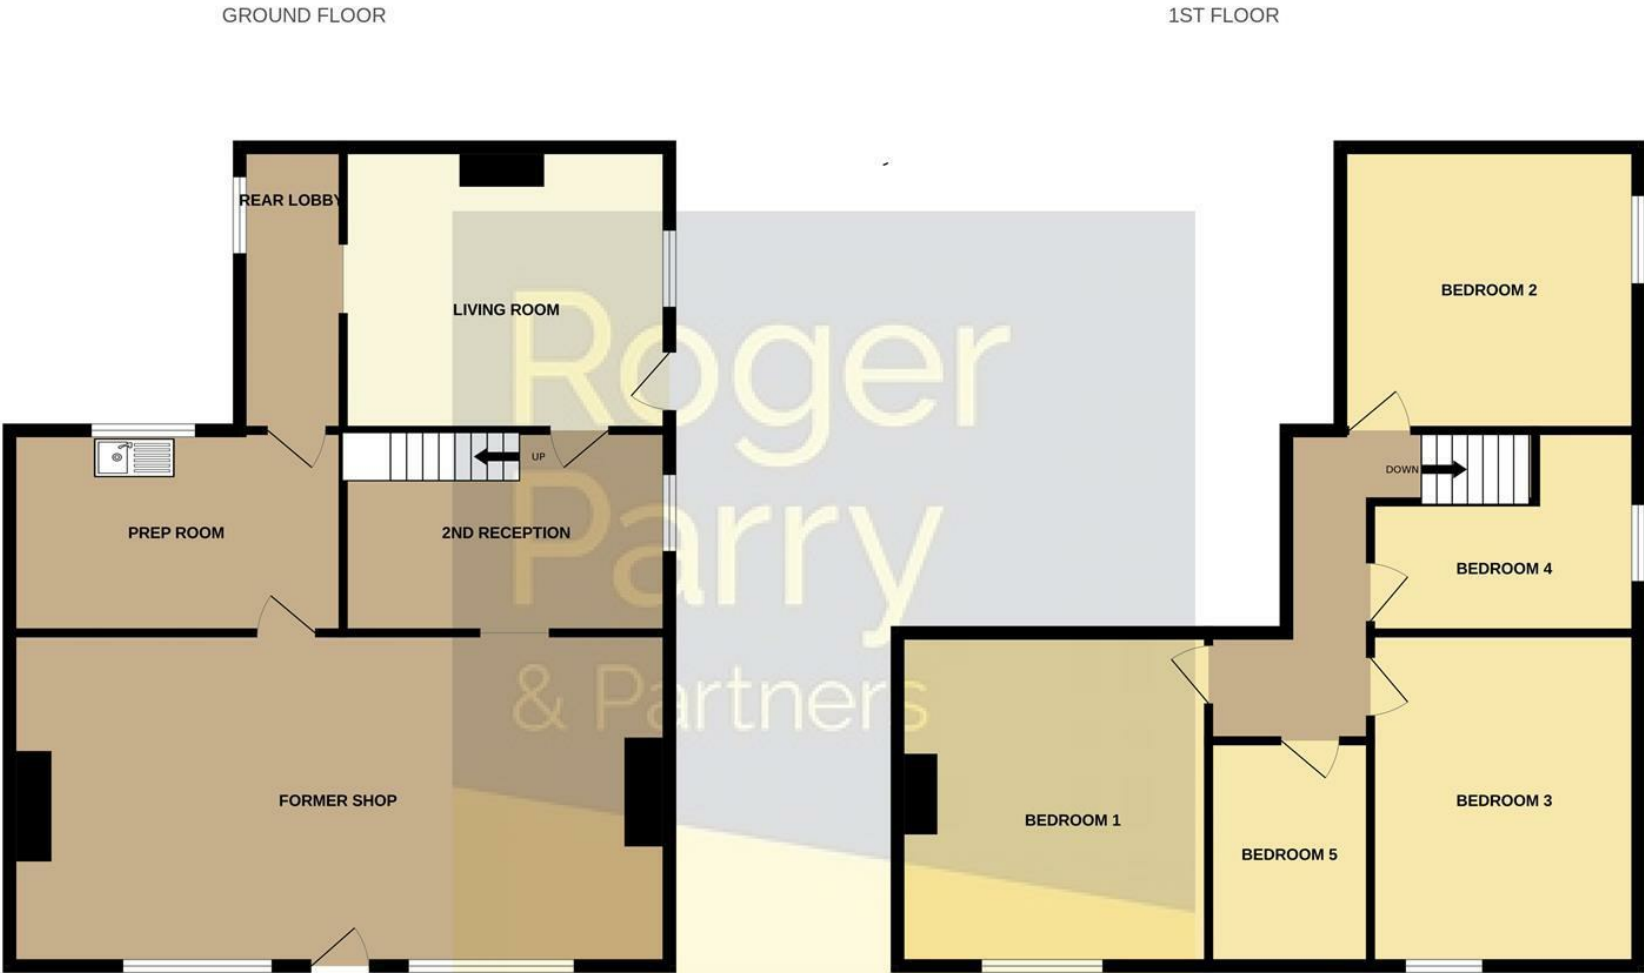 GROUND FLOOR
1ST FLOOR
REAR LOBBY
LIVING ROOM
UP
PREP ROOM
2ND RECEPTION
FORMER SHOP
BEDROOM 2
DOWN
BEDROOM 4
BEDROOM 1
BEDROOM 5
BEDROOM 3
Roger
Parry
& Partners